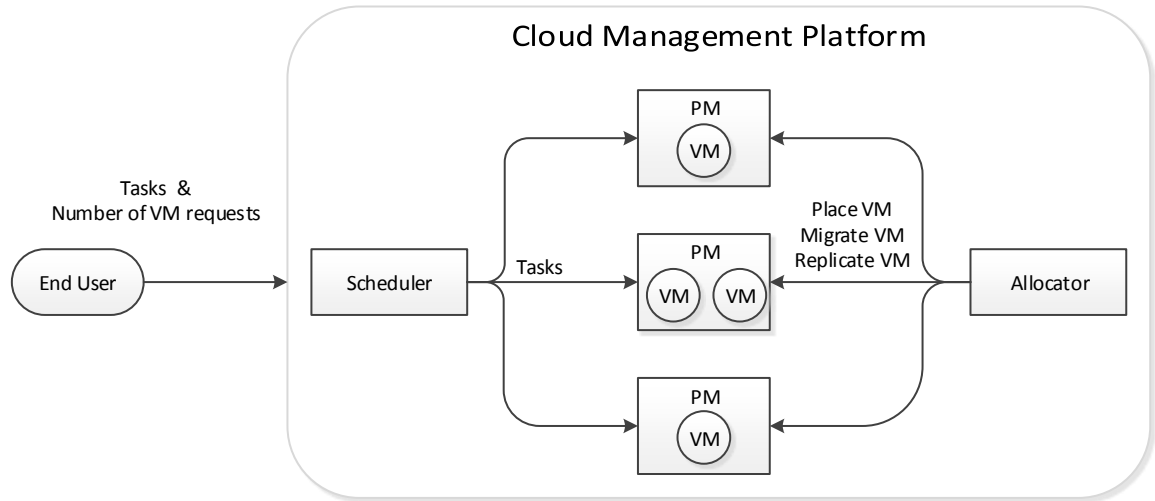 Cloud Management Platform
Tasks &
Number of VM requests
End User
Scheduler
Tasks
PM
VM
PM
VM VM
PM
VM
Place VM
Migrate VM
Replicate VM
Allocator